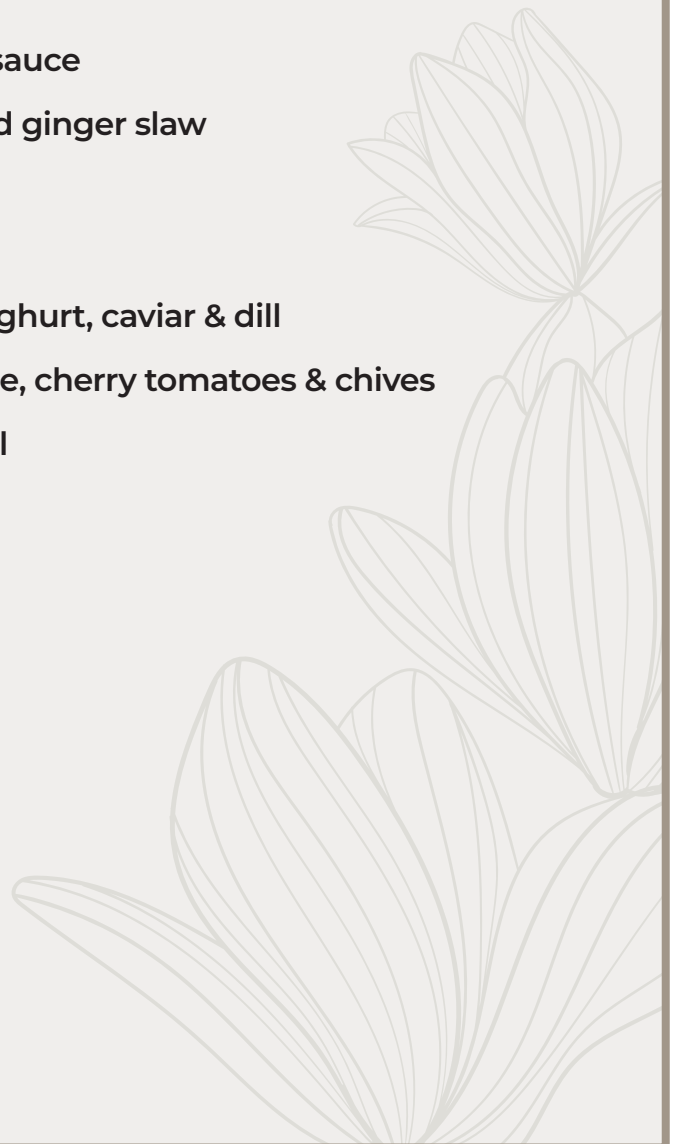 sauce
d ginger slaw
ghurt, caviar & dill
e, cherry tomatoes & chives
l